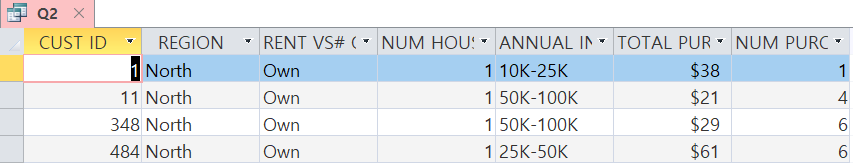 Q2
CUST ID REGION RENT VS# O NUM HOUS ANNUAL IN TOTAL PUR NUM PURC
1 North Own 1 10K-25K $38 1
11 North Own 1 50K-100K $21 4
348 North Own 1 50K-100K $29 6
484 North Own 1 25K-50K $61 6